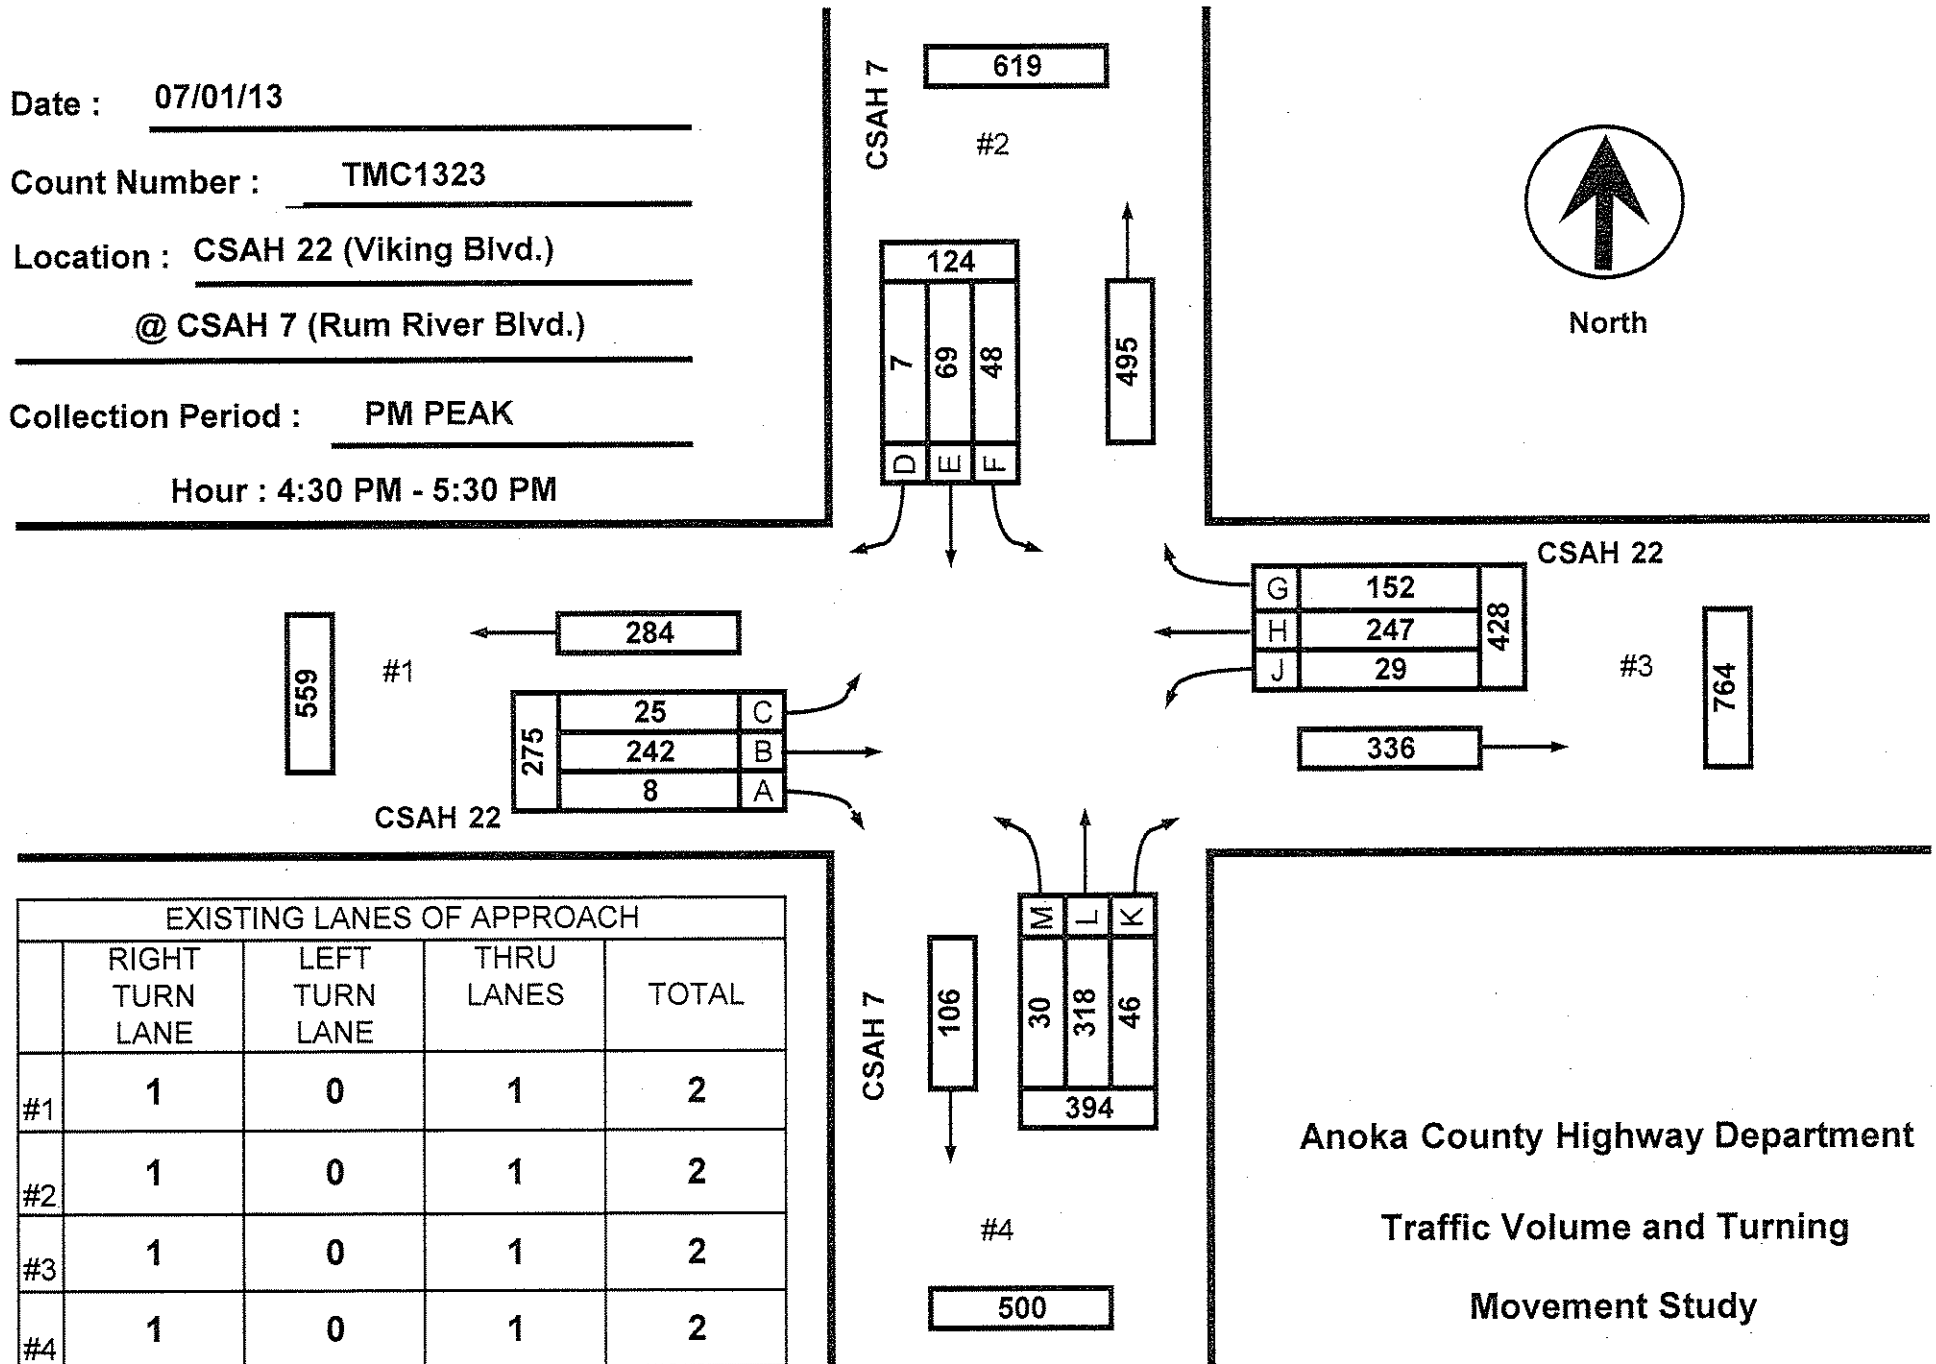 Date : 07/01/13
Count Number : TMC1323
Location : CSAH 22 (Viking Blvd.)
@ CSAH 7 (Rum River Blvd.)
Collection Period : PM PEAK
Hour : 4:30 PM - 5:30 PM
CSAH 7
619
#2
124
7 69 48
D E F
495
North
CSAH 22
G 152
H 247
J 29
428
#3
764
336
559
#1
284
275
25 C
242 B
8 A
CSAH 22
CSAH 7
106
M L K
30 318 46
394
#4
500
EXISTING LANES OF APPROACH
RIGHT TURN LANE
LEFT TURN LANE
THRU LANES
TOTAL
#1 1 0 1 2
#2 1 0 1 2
#3 1 0 1 2
#4 1 0 1 2
Anoka County Highway Department
Traffic Volume and Turning
Movement Study